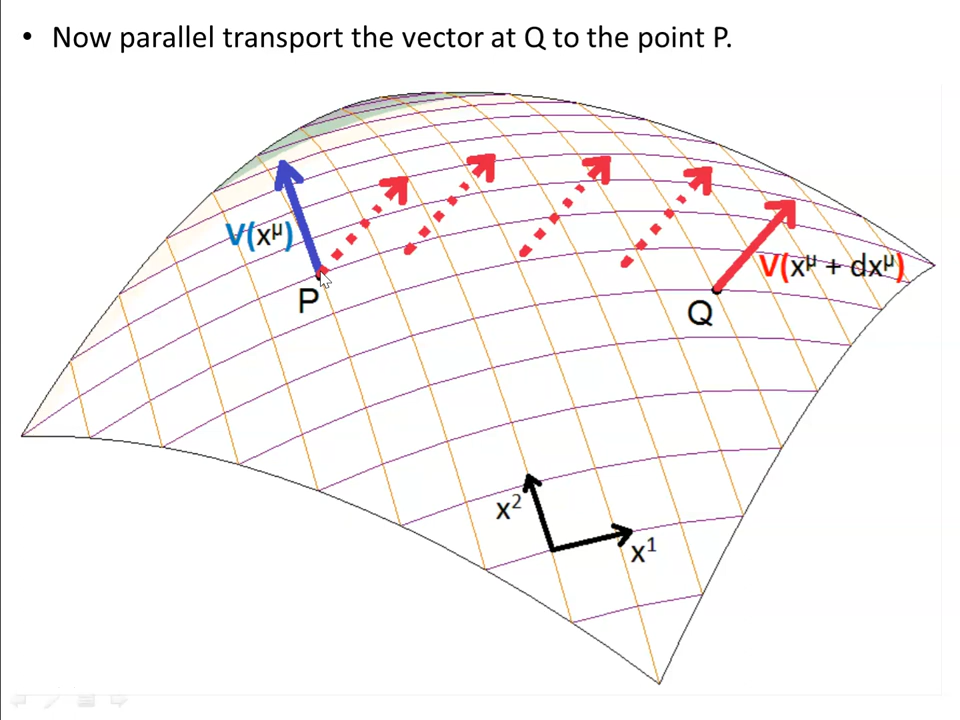 • Now parallel transport the vector at Q to the point P.
V(xᵘ)
V(xᵘ + dxᵘ)
P
Q
x²
x¹